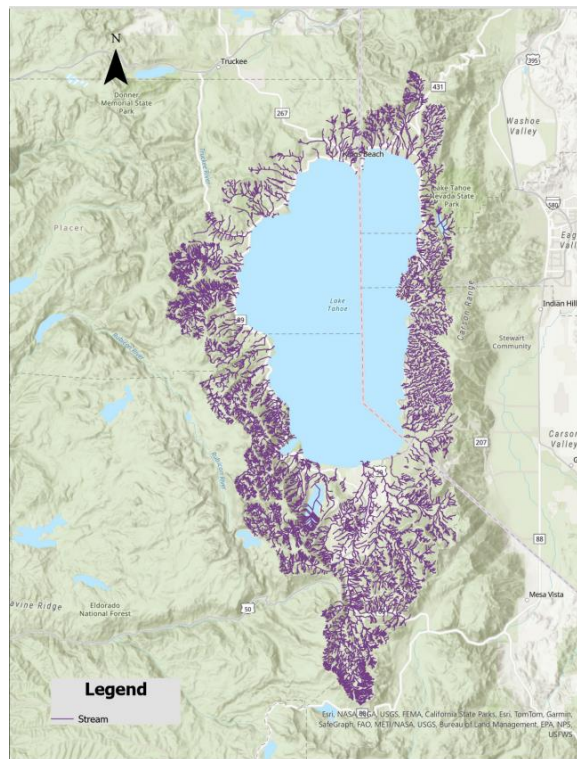 N
Truckee
Donner
Memorial State
Park
267
431
395
Washoe
Valley
Beach
Lake Tahoe
Nevada State
Park
580
Placer
Lake
Tahoe
89
Carson Range
Indian Hill
Stewart
Community
Carson
Valley
207
88
50
Eldorado
National Forest
Mesa Vista
Legend
Stream
Esri, NASA, NGA, USGS, FEMA, California State Parks, Esri, TomTom, Garmin,
SafeGraph, FAO, METI/NASA, USGS, Bureau of Land Management, EPA, NPS,
USFWS